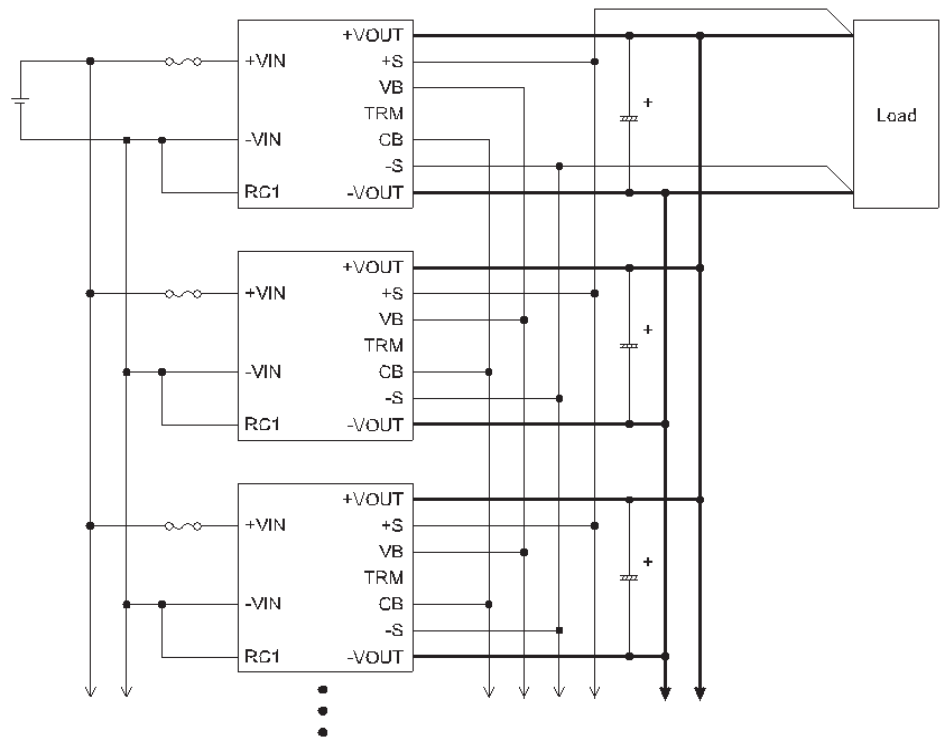 +VOUT
+VIN
+S
VB
TRM
Load
-VIN
CB
-S
RC1
-VOUT
+
+VOUT
+VIN
+S
VB
TRM
-VIN
CB
-S
RC1
-VOUT
+
+VOUT
+VIN
+S
VB
TRM
-VIN
CB
-S
RC1
-VOUT
+